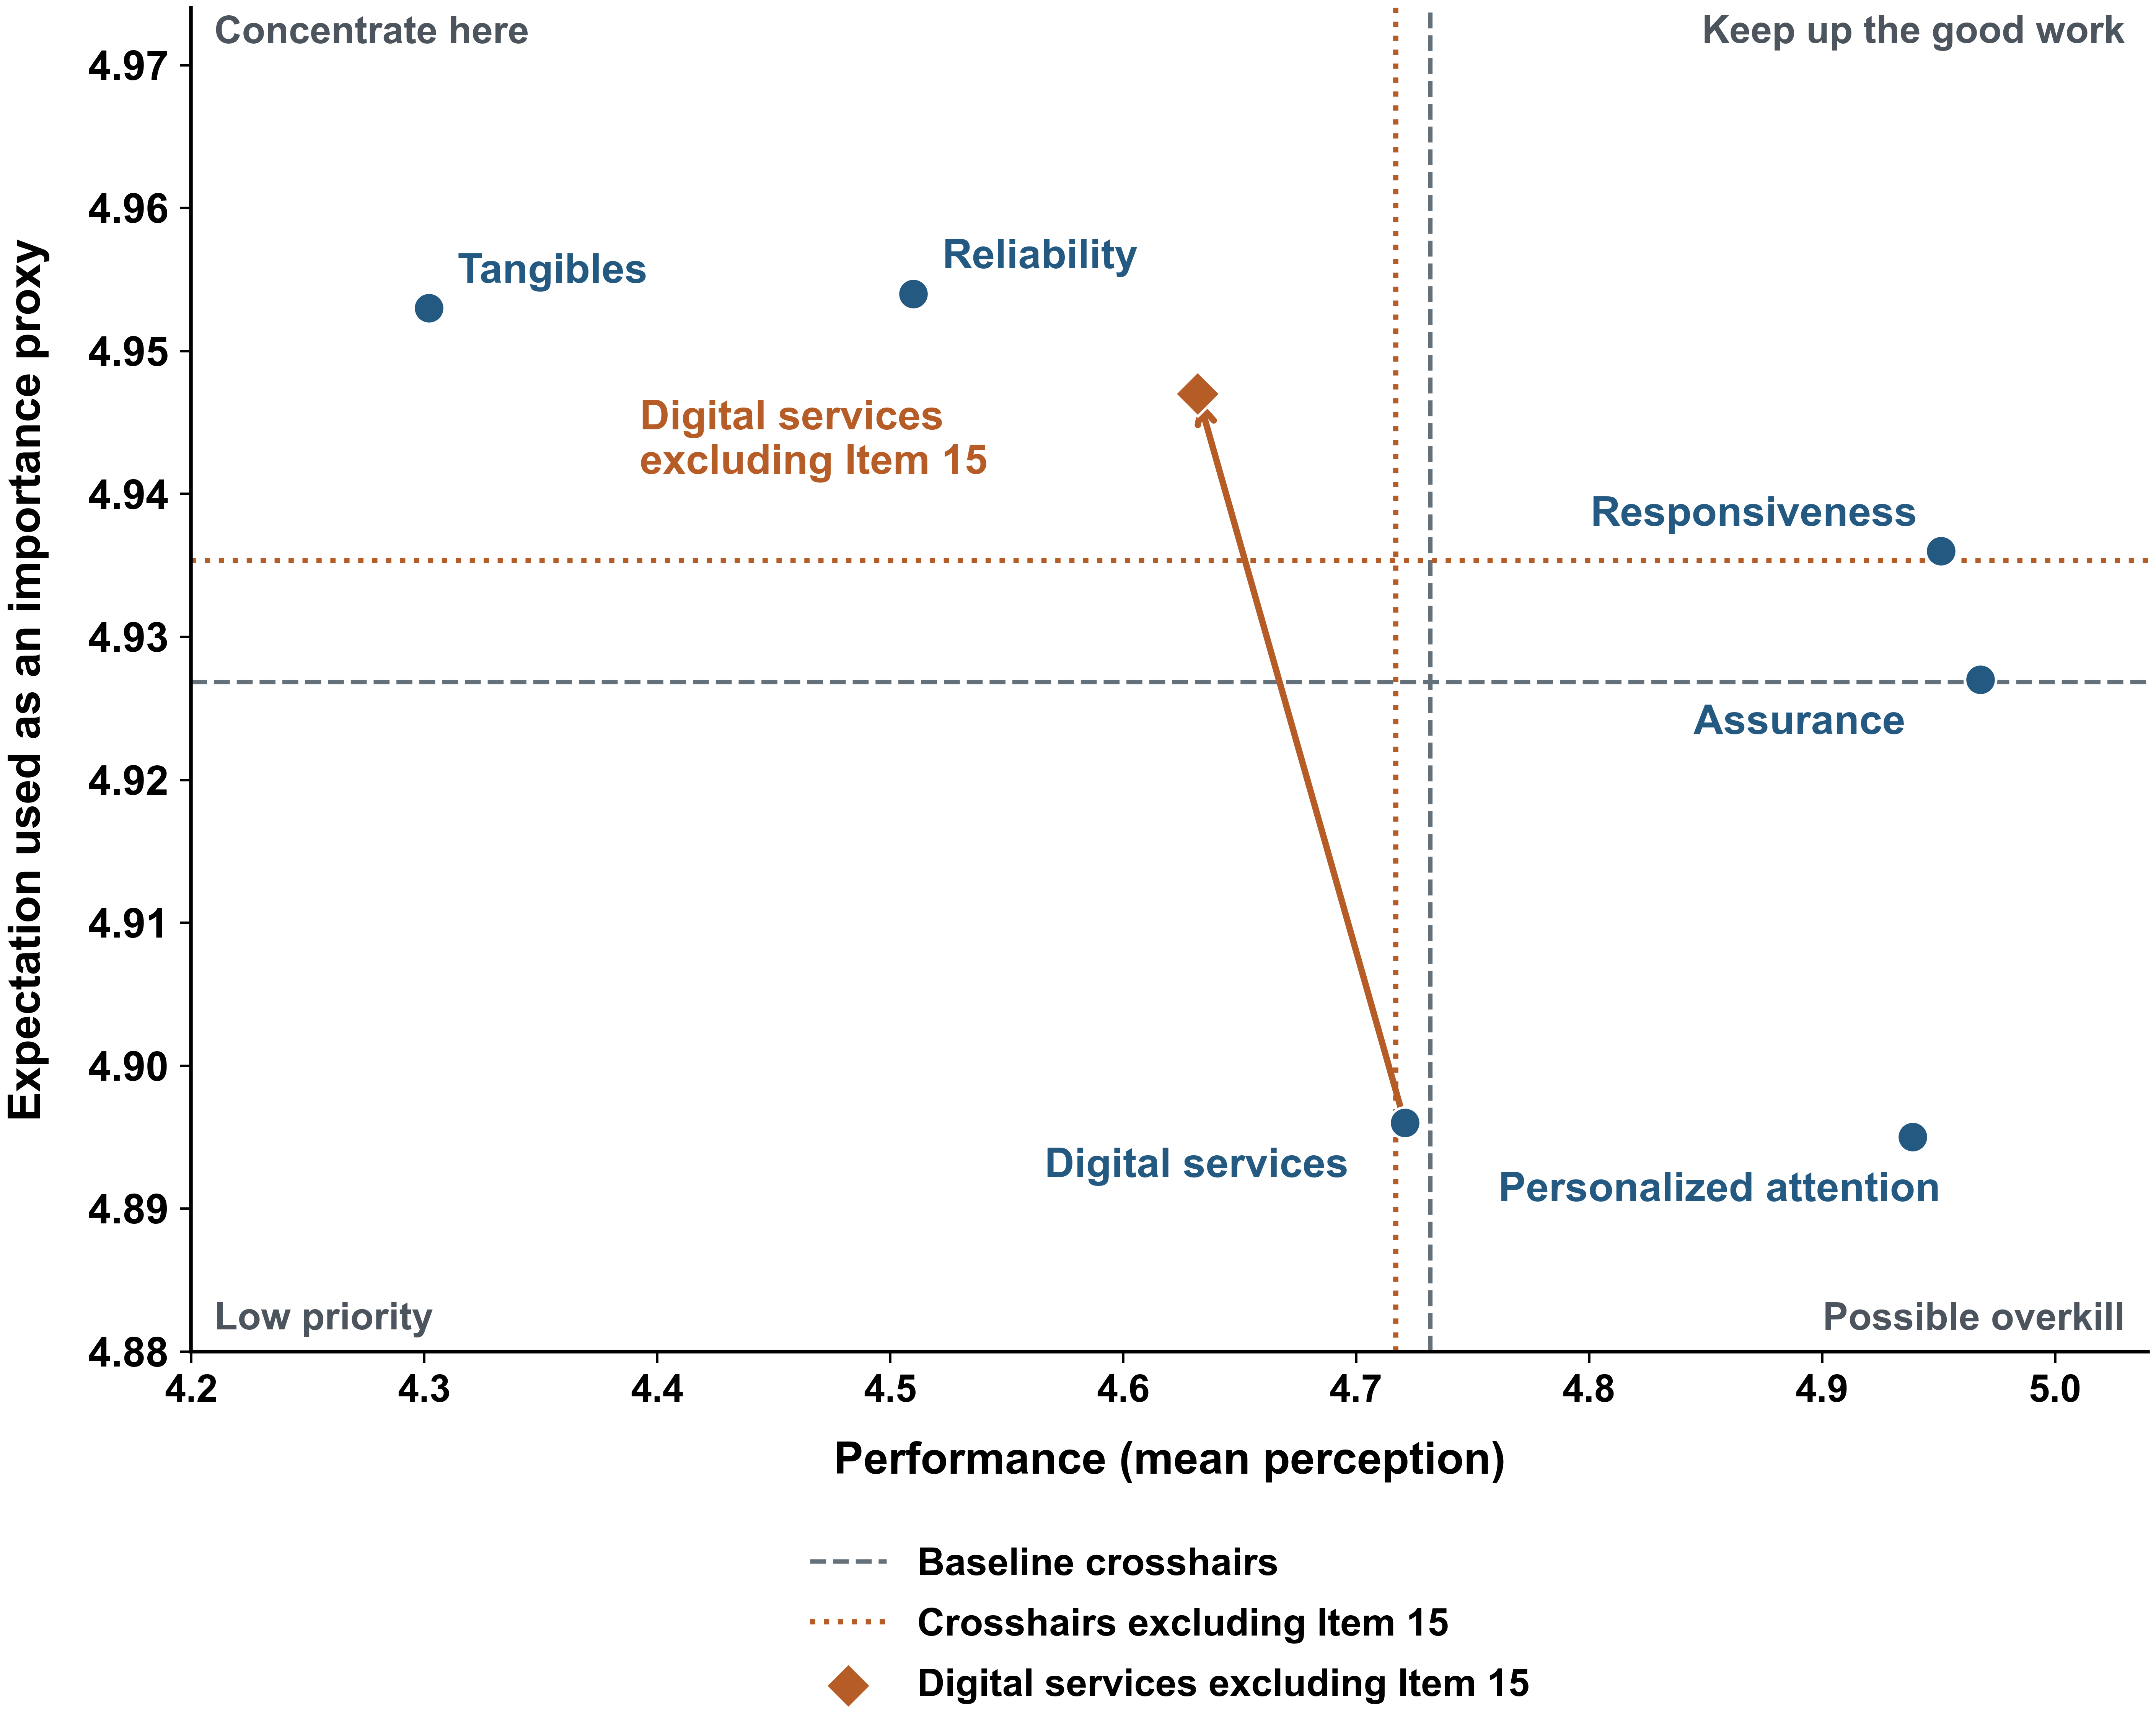 Concentrate here
Keep up the good work
4.97
4.96
4.95
4.94
4.93
4.92
4.91
4.90
4.89
4.88
Expectation used as an importance proxy
Tangibles
Reliability
Digital services
excluding Item 15
Responsiveness
Assurance
Digital services
Personalized attention
Low priority
Possible overkill
4.2
4.3
4.4
4.5
4.6
4.7
4.8
4.9
5.0
Performance (mean perception)
Baseline crosshairs
Crosshairs excluding Item 15
Digital services excluding Item 15